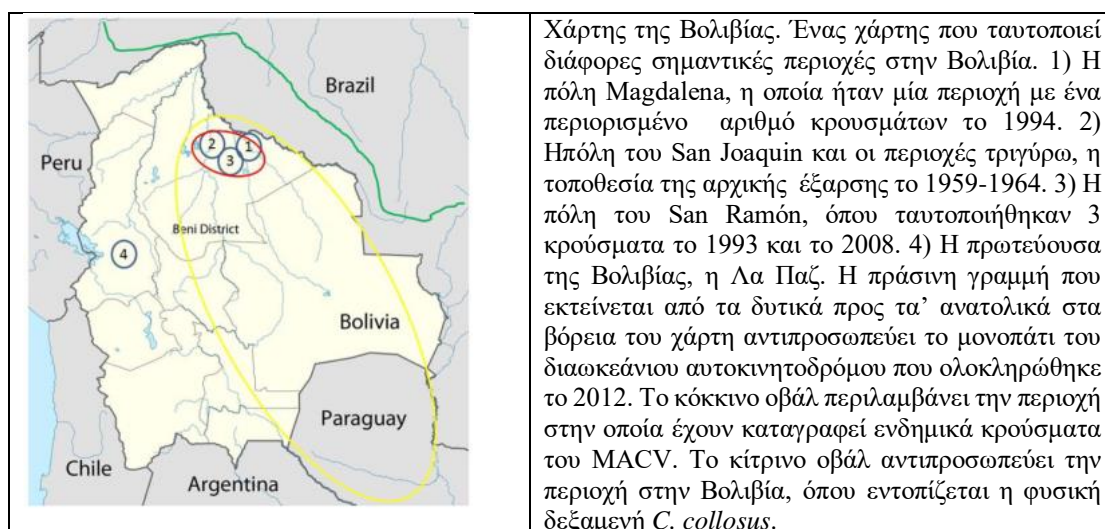 Brazil
Peru
2
1
3
Beni District
4
Bolivia
Paraguay
Chile
Argentina
Χάρτης της Βολιβίας. Ένας χάρτης που ταυτοποιεί
διάφορες σημαντικές περιοχές στην Βολιβία. 1) Η
πόλη Magdalena, η οποία ήταν μία περιοχή με ένα
περιορισμένο αριθμό κρουσμάτων το 1994. 2)
Ηπόλη του San Joaquin και οι περιοχές τριγύρω, η
τοποθεσία της αρχικής έξαρσης το 1959-1964. 3) Η
πόλη του San Ramón, όπου ταυτοποιήθηκαν 3
κρούσματα το 1993 και το 2008. 4) Η πρωτεύουσα
της Βολιβίας, η Λα Παζ. Η πράσινη γραμμή που
εκτείνεται από τα δυτικά προς τα’ ανατολικά στα
βόρεια του χάρτη αντιπροσωπεύει το μονοπάτι του
διαωκεάνιου αυτοκινητοδρόμου που ολοκληρώθηκε
το 2012. Το κόκκινο οβάλ περιλαμβάνει την περιοχή
στην οποία έχουν καταγραφεί ενδημικά κρούσματα
του MACV. Το κίτρινο οβάλ αντιπροσωπεύει την
περιοχή στην Βολιβία, όπου εντοπίζεται η φυσική
δεξαμενή C. collosus.